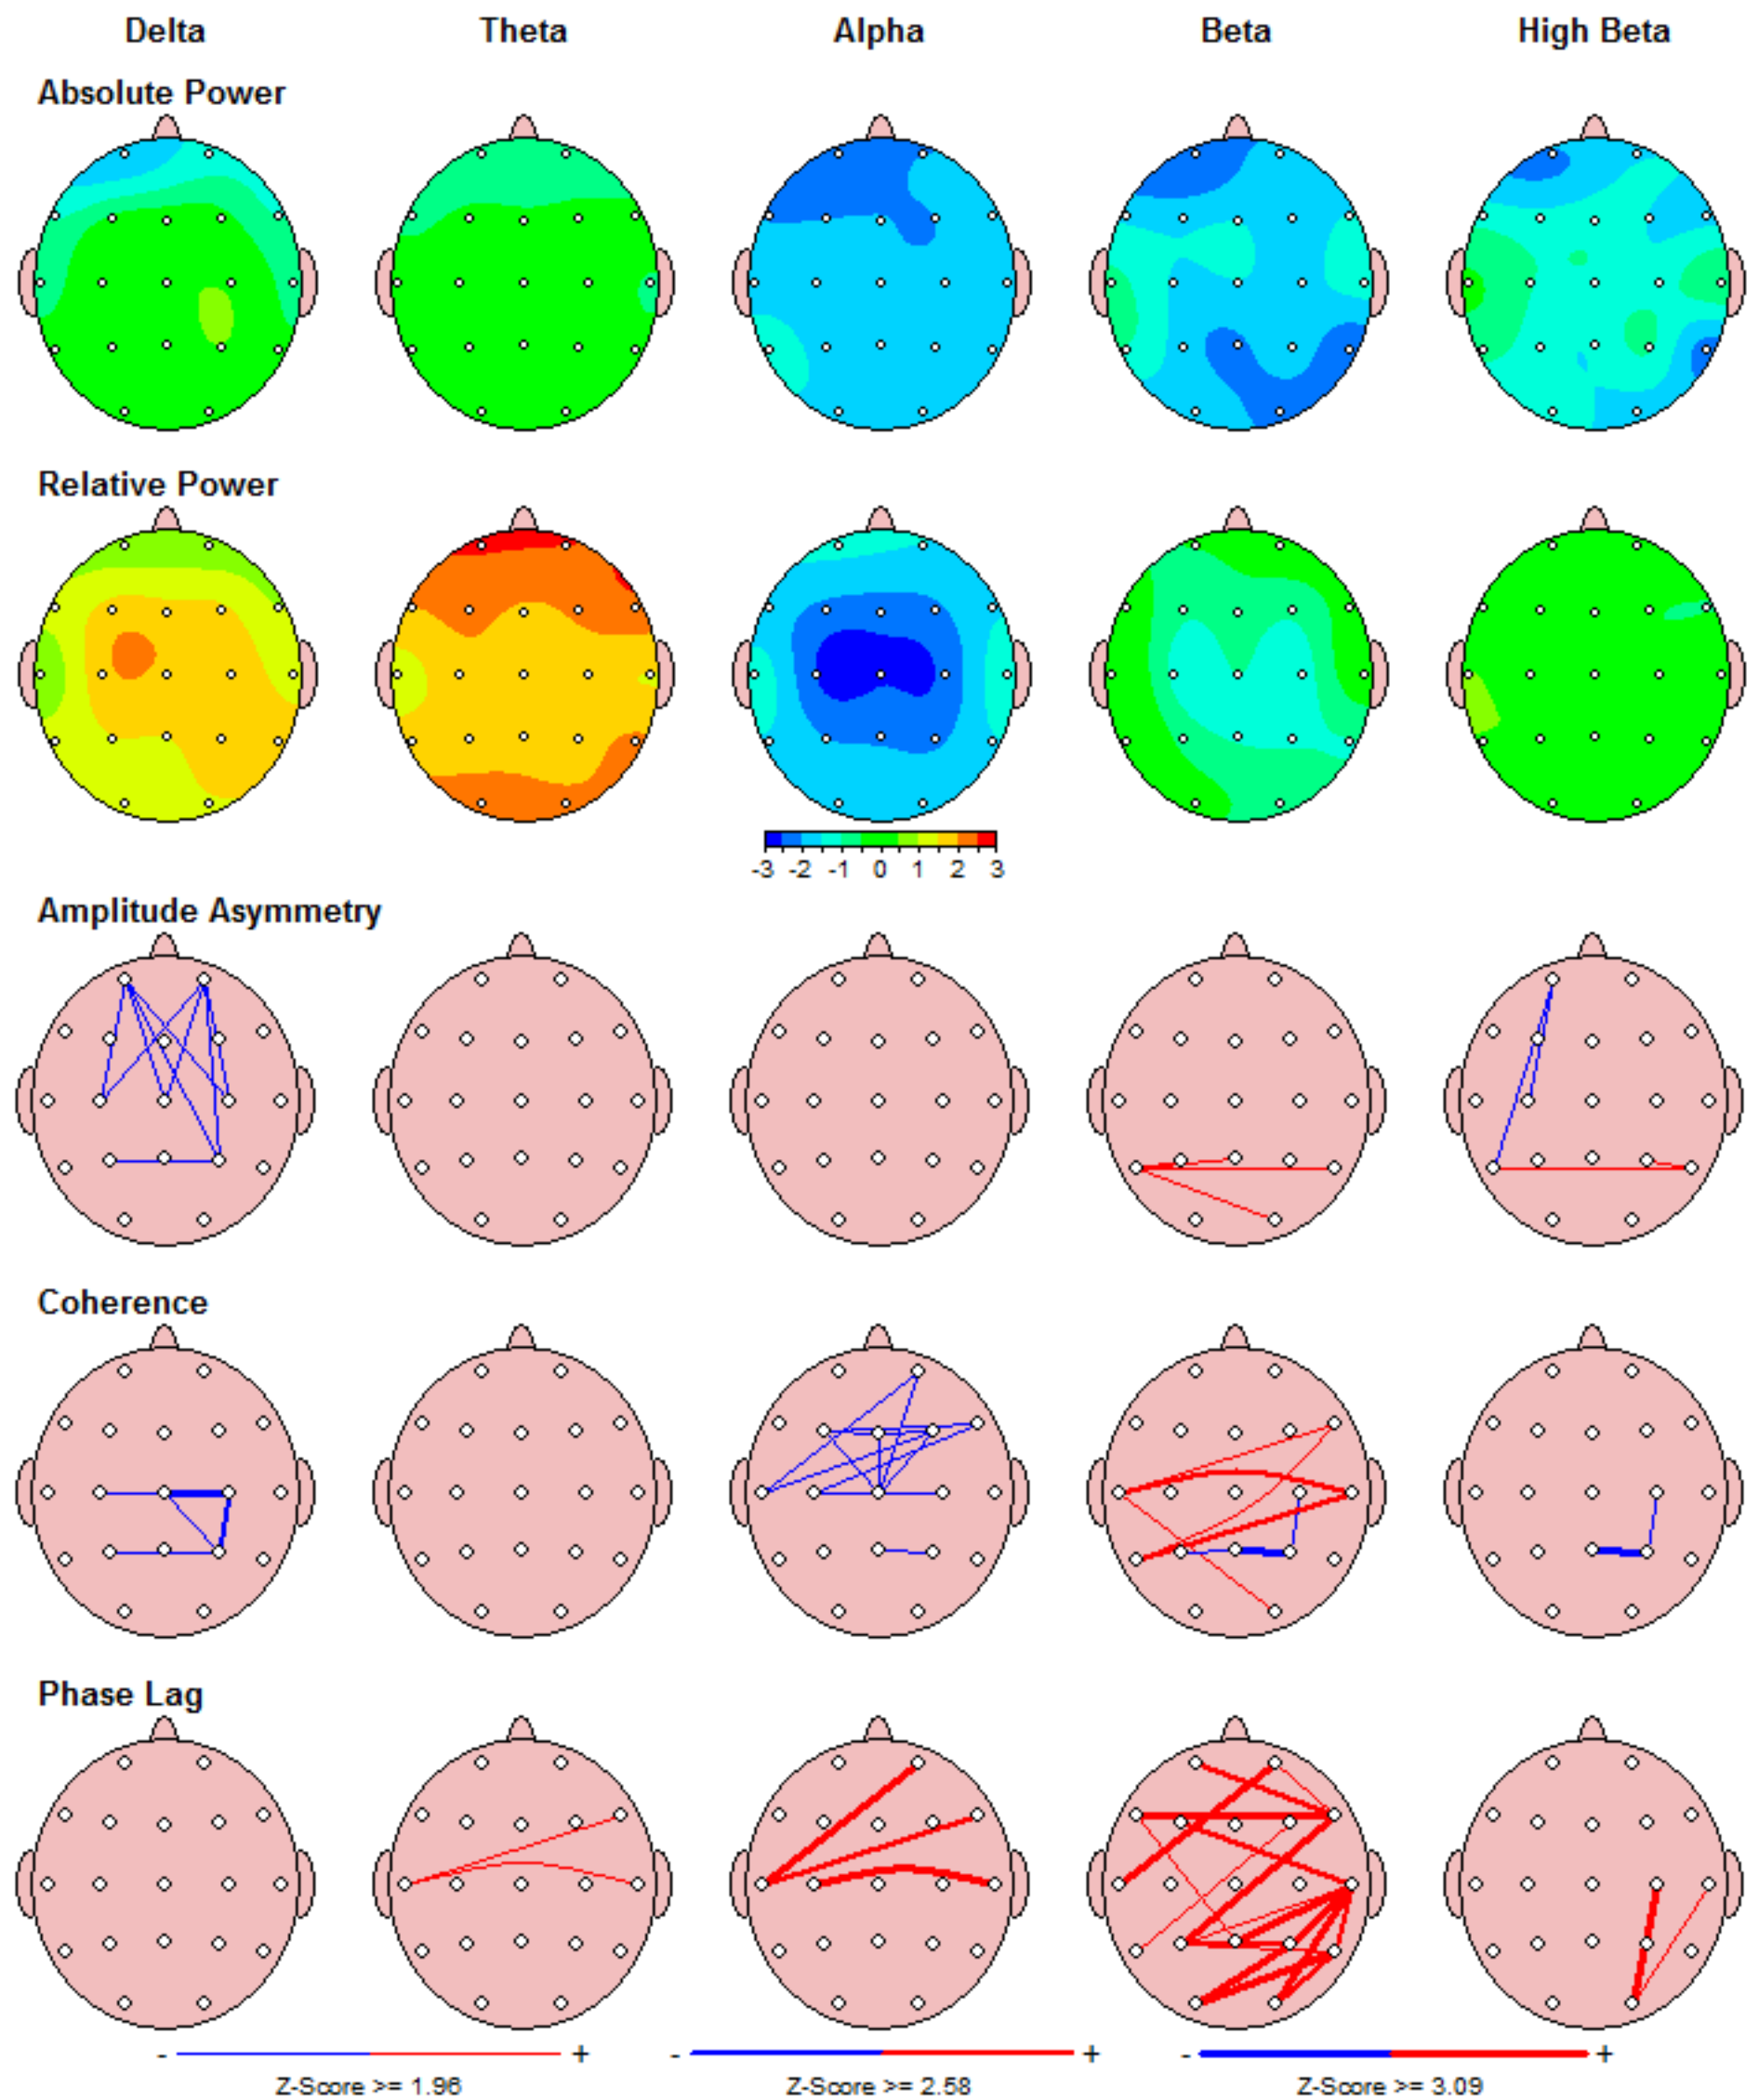 Delta Theta Alpha Beta High Beta
Absolute Power
Relative Power
-3 -2 -1 0 1 2 3
Amplitude Asymmetry
Coherence
Phase Lag
- + - + - +
Z-Score >= 1.96 Z-Score >= 2.58 Z-Score >= 3.09